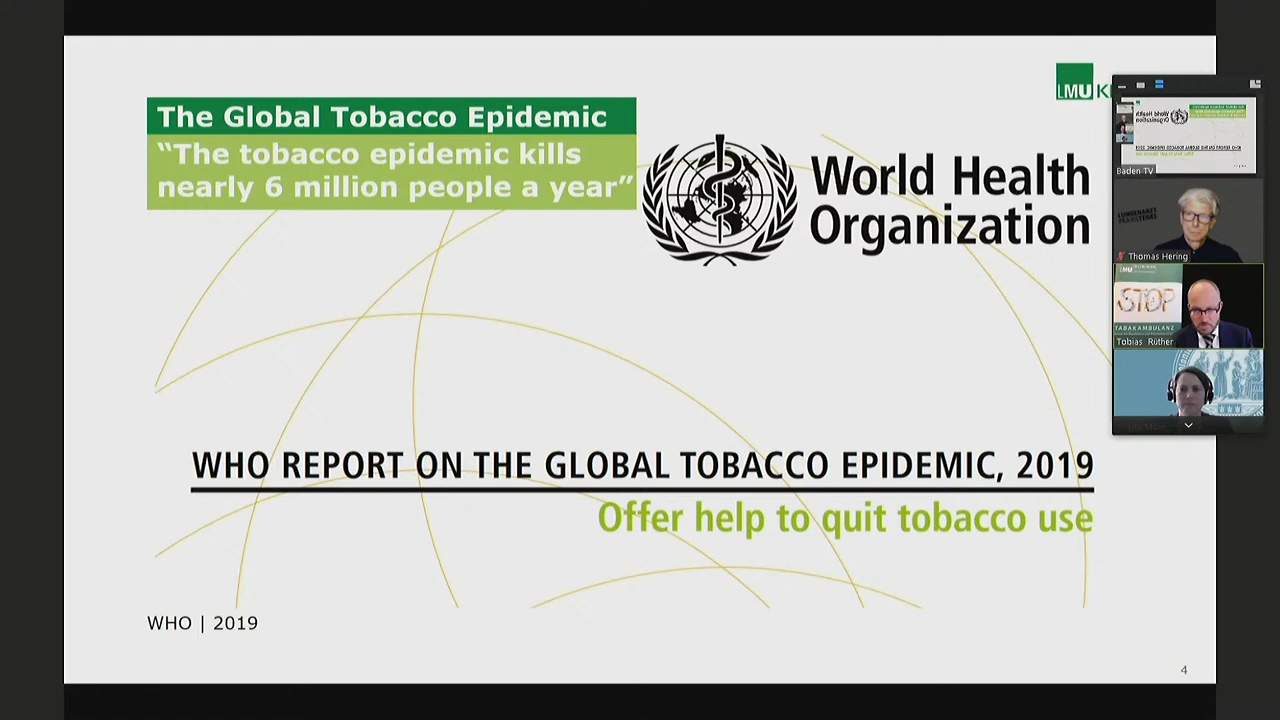 The Global Tobacco Epidemic
“The tobacco epidemic kills
nearly 6 million people a year”
World Health
Organization
WHO REPORT ON THE GLOBAL TOBACCO EPIDEMIC, 2019
Offer help to quit tobacco use
WHO | 2019
4
LMU
Baden TV
Thomas Hering
LMU
STOP
TABAKAMBULANZ
Tobias Rüther